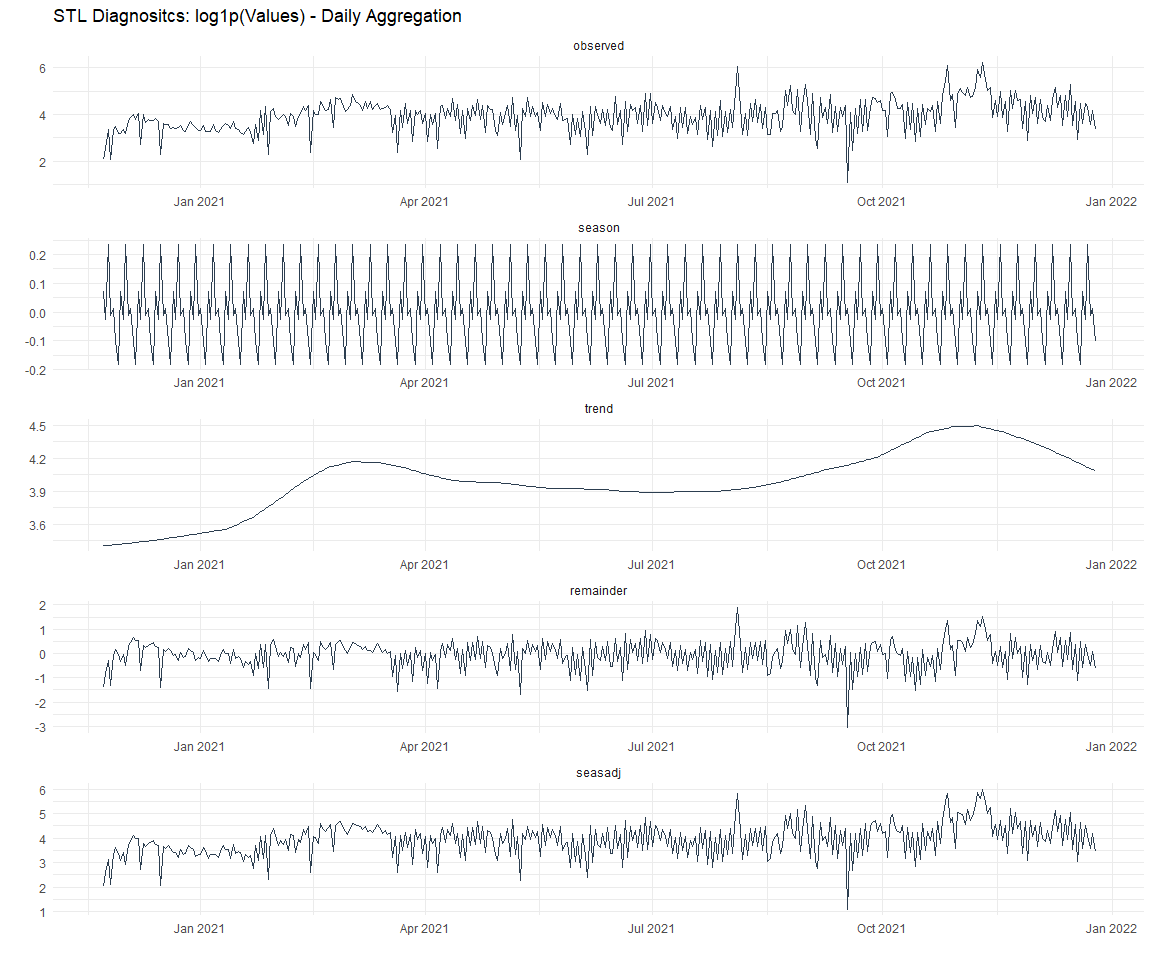 STL Diagnositcs: log1p(Values) - Daily Aggregation
observed
6
4
2
Jan 2021 Apr 2021 Jul 2021 Oct 2021 Jan 2022
season
0.2
0.1
0.0
-0.1
-0.2
Jan 2021 Apr 2021 Jul 2021 Oct 2021 Jan 2022
trend
4.5
4.2
3.9
3.6
Jan 2021 Apr 2021 Jul 2021 Oct 2021 Jan 2022
remainder
2
1
0
-1
-2
-3
Jan 2021 Apr 2021 Jul 2021 Oct 2021 Jan 2022
seasadj
6
5
4
3
2
1
Jan 2021 Apr 2021 Jul 2021 Oct 2021 Jan 2022